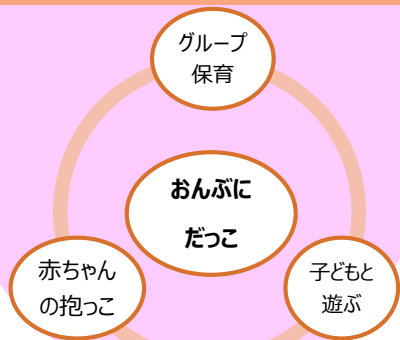 グループ
保育
おんぶに
だっこ
赤ちゃん
の抱っこ
子どもと
遊ぶ